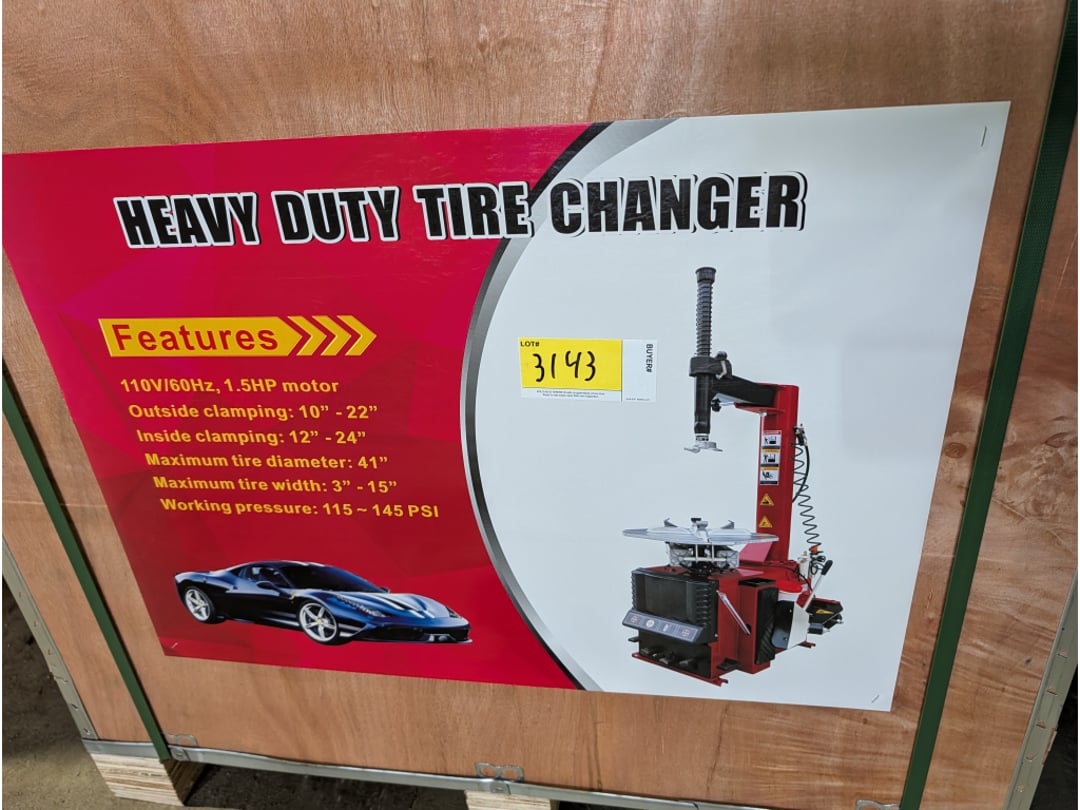 HEAVY DUTY TIRE CHANGER
Features
110V/60Hz, 1.5HP motor
Outside clamping: 10” - 22”
Inside clamping: 12” - 24”
Maximum tire diameter: 41”
Maximum tire width: 3” - 15”
Working pressure: 115 ~ 145 PSI
LOT#
3143
BUYER#